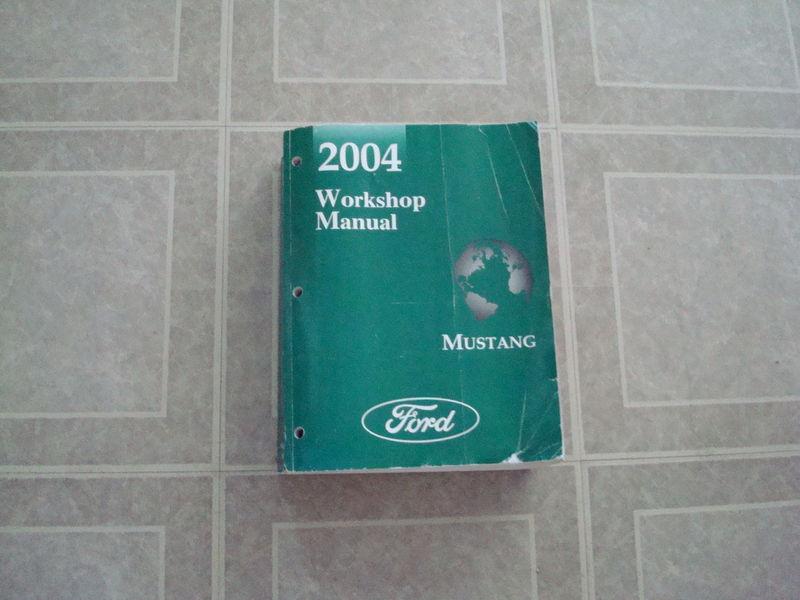 2004
Workshop
Manual
MUSTANG
Ford